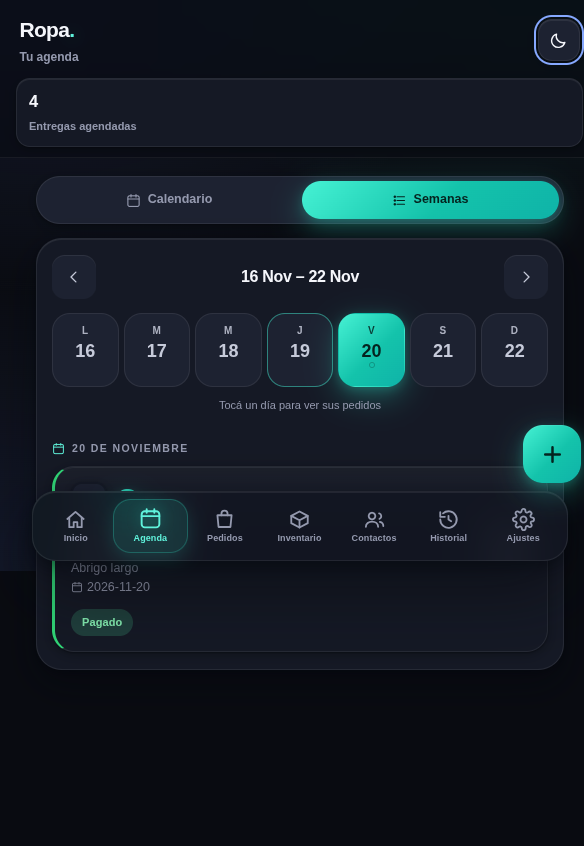 Ropa.
Tu agenda
4
Entregas agendadas
Calendario
Semanas
16 Nov – 22 Nov
L M M J V S D
16 17 18 19 20 21 22
Tocá un día para ver sus pedidos
20 DE NOVIEMBRE
Inicio Agenda Pedidos Inventario Contactos Historial Ajustes
Abrigo largo
2026-11-20
Pagado